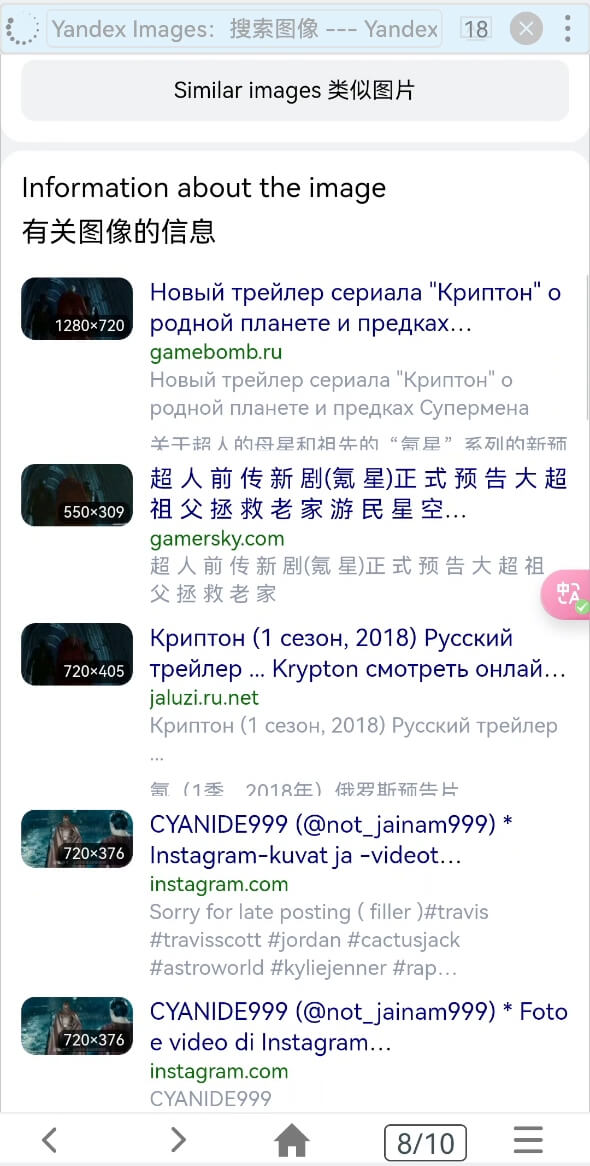 Yandex Images：搜索图像 --- Yandex
18
Similar images 类似图片
Information about the image
有关图像的信息
1280×720
Новый трейлер сериала "Криптон" о
родной планете и предках...
gamebomb.ru
Новый трейлер сериала "Криптон" о
родной планете и предках Супермена
关于超人的母星和祖先的“氪星”系列的新预
550×309
超 人 前 传 新 剧(氪 星)正 式 预 告 大 超
祖 父 拯 救 老 家 游 民 星 空...
gamersky.com
超 人 前 传 新 剧(氪 星)正 式 预 告 大 超 祖
父 拯 救 老 家
中A
720×405
Криптон (1 сезон, 2018) Русский
трейлер ... Krypton смотреть онлай...
jaluzi.ru.net
Криптон (1 сезон, 2018) Русский трейлер
...
氪（1季，2018年）俄罗斯预告片
720×376
CYANIDE999 (@not_jainam999) *
Instagram-kuvat ja -videot...
instagram.com
Sorry for late posting ( filler )#travis
#travisscott #jordan #cactusjack
#astroworld #kyliejenner #rap...
720×376
CYANIDE999 (@not_jainam999) * Foto
e video di Instagram...
instagram.com
CYANIDE999
8/10